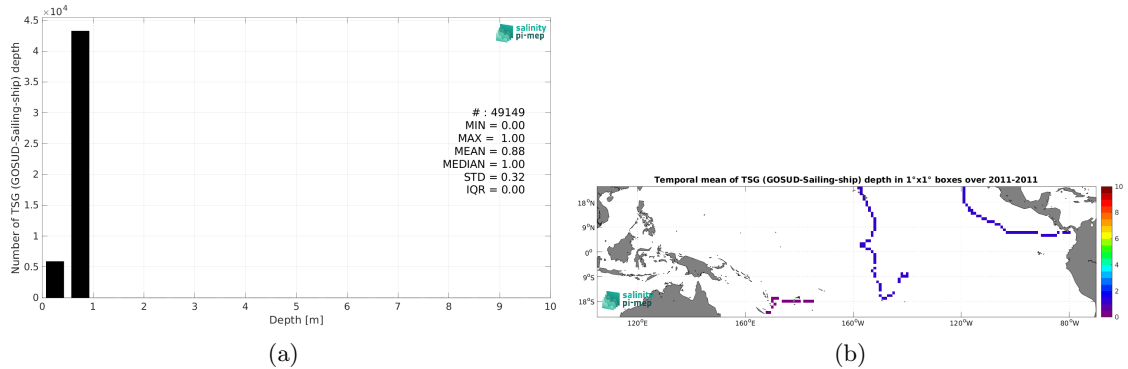 ×10⁴
4.5
4
3.5
3
2.5
2
1.5
1
0.5
0
Number of TSG (GOSUD-Sailing-ship) depth
salinity
pi-mep
# : 49149
MIN = 0.00
MAX = 1.00
MEAN = 0.88
MEDIAN = 1.00
STD = 0.32
IQR = 0.00
0 1 2 3 4 5 6 7 8 9 10
Depth [m]
(a)
Temporal mean of TSG (GOSUD-Sailing-ship) depth in 1°x1° boxes over 2011-2011
18°N
9°N
0°
9°S
18°S
salinity
pi-mep
120°E 160°E 160°W 120°W 80°W
10
8
6
4
2
0
(b)